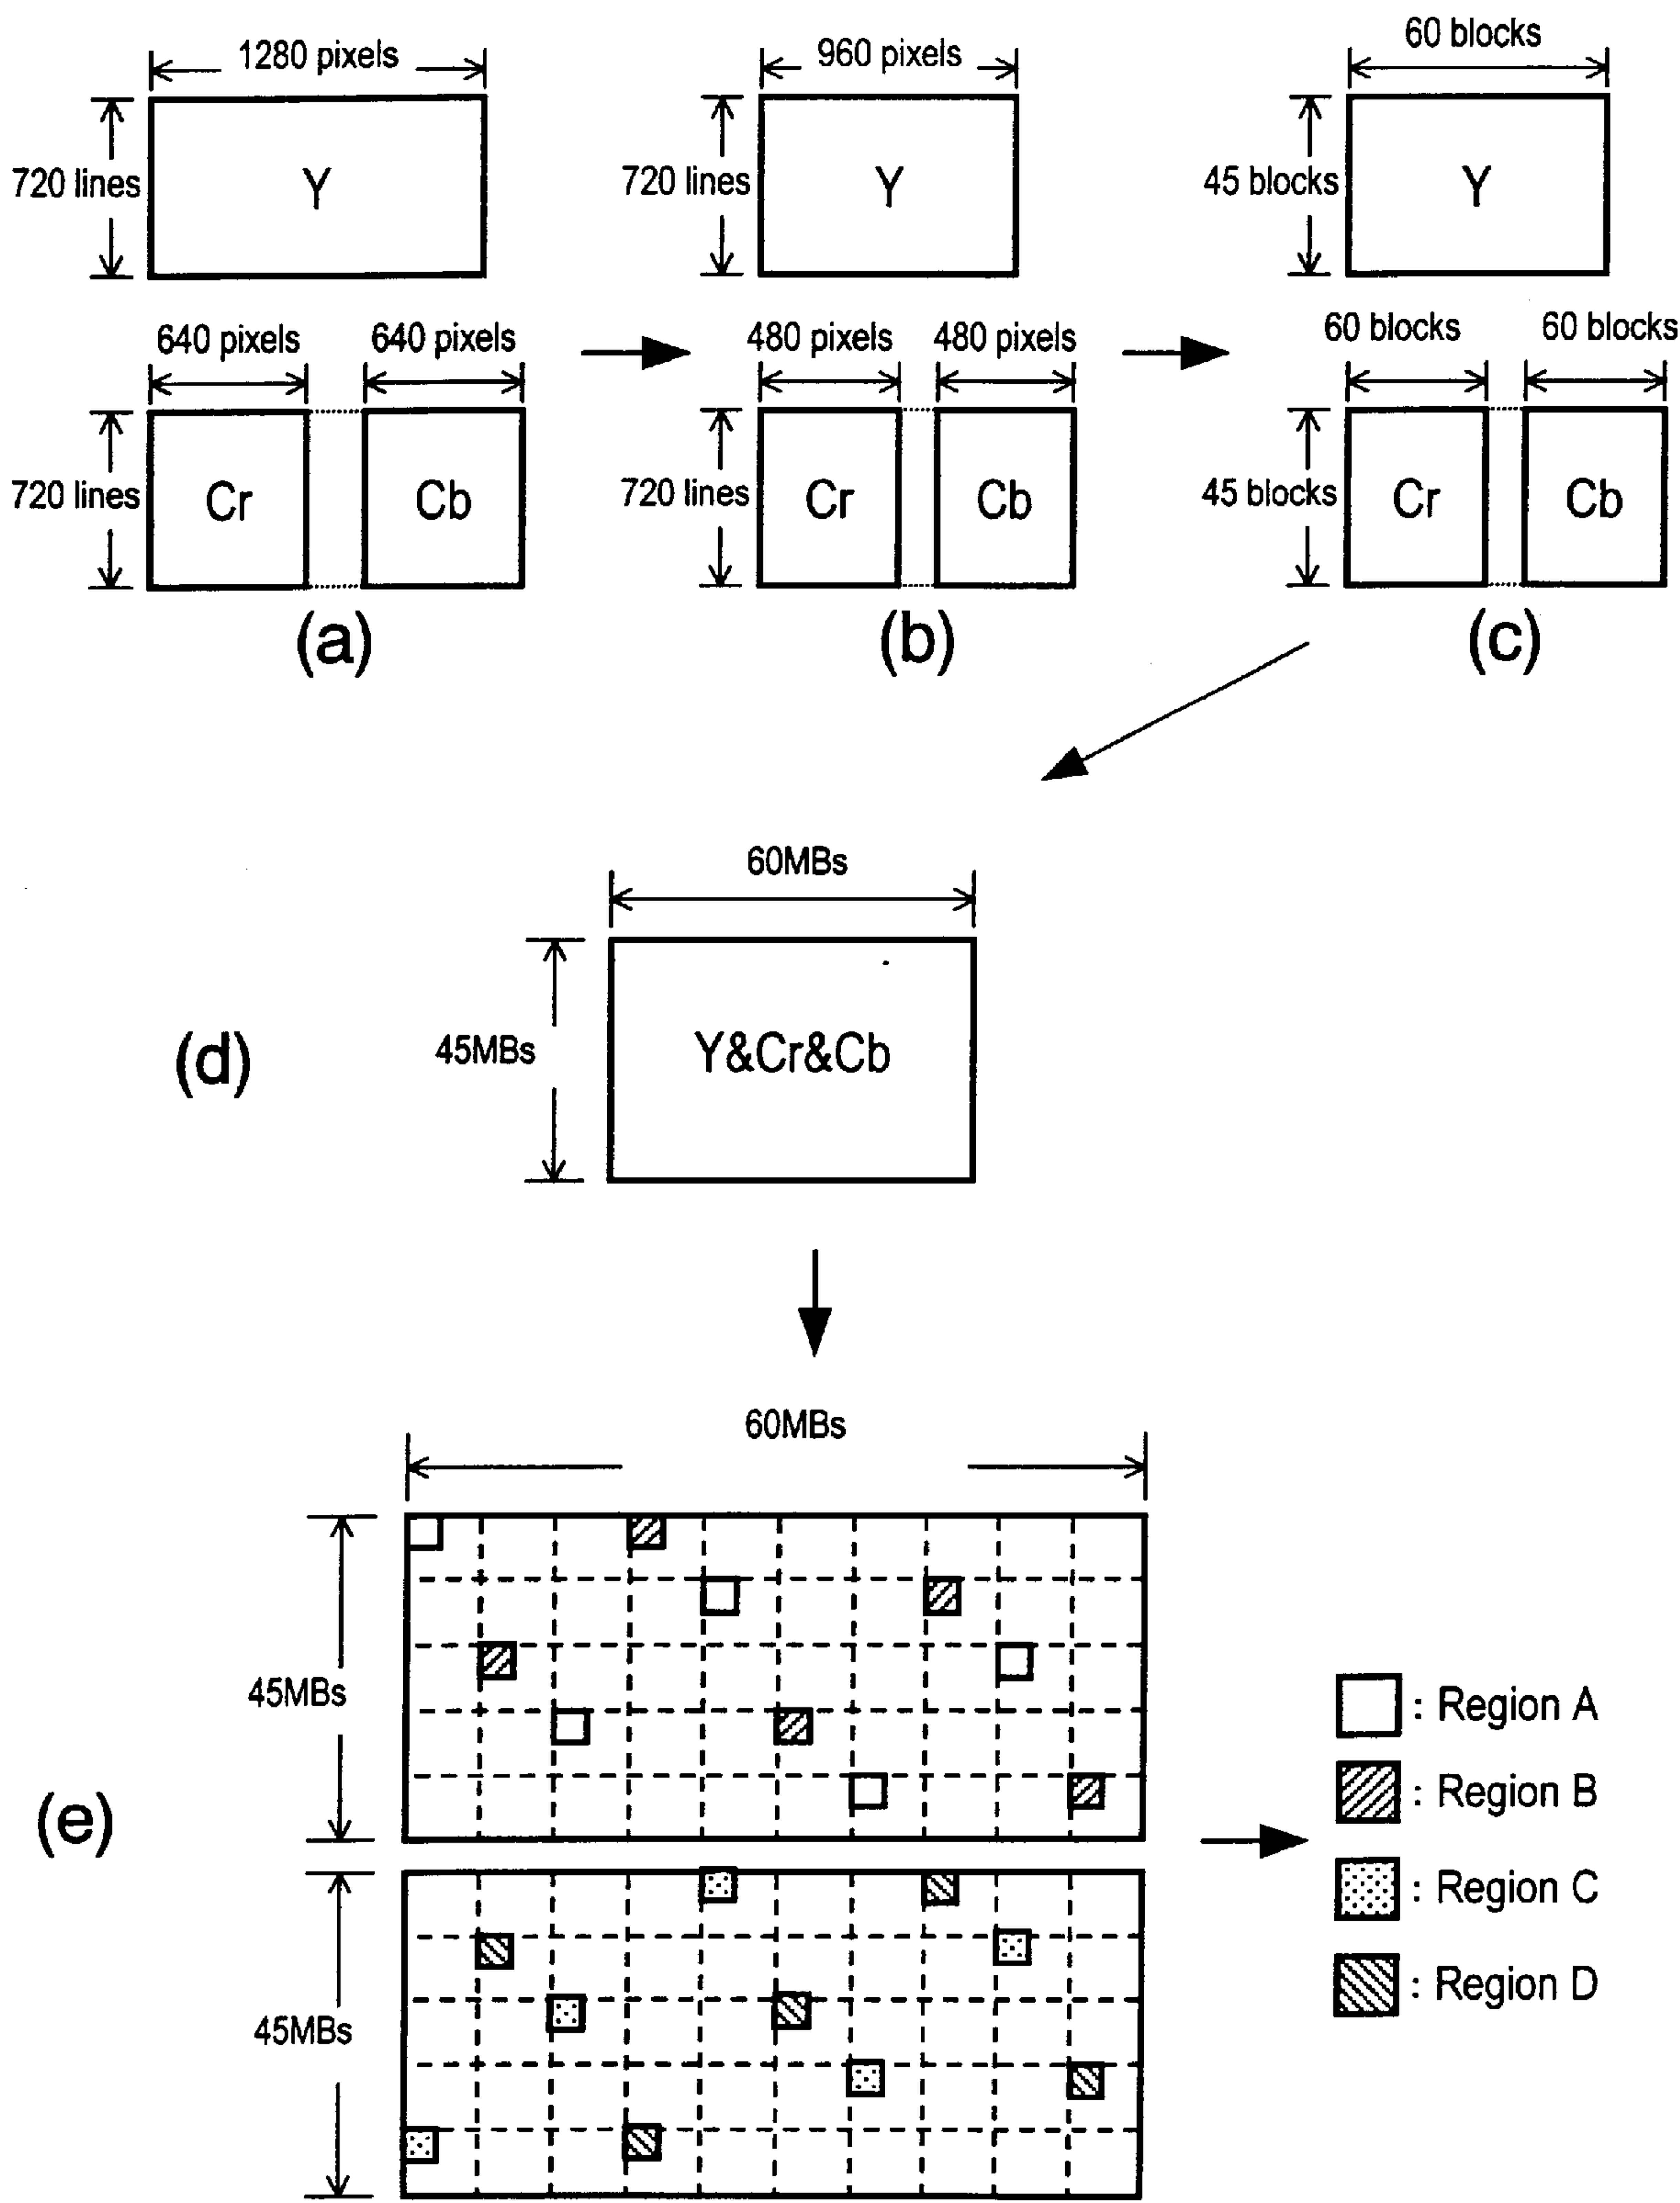 1280 pixels
960 pixels
60 blocks
720 lines
Y
720 lines
Y
45 blocks
Y
640 pixels
640 pixels
480 pixels
480 pixels
60 blocks
60 blocks
720 lines
Cr
Cb
720 lines
Cr
Cb
45 blocks
Cr
Cb
(a)
(b)
(c)
60MBs
(d)
45MBs
Y&Cr&Cb
60MBs
(e)
45MBs
45MBs
: Region A
: Region B
: Region C
: Region D